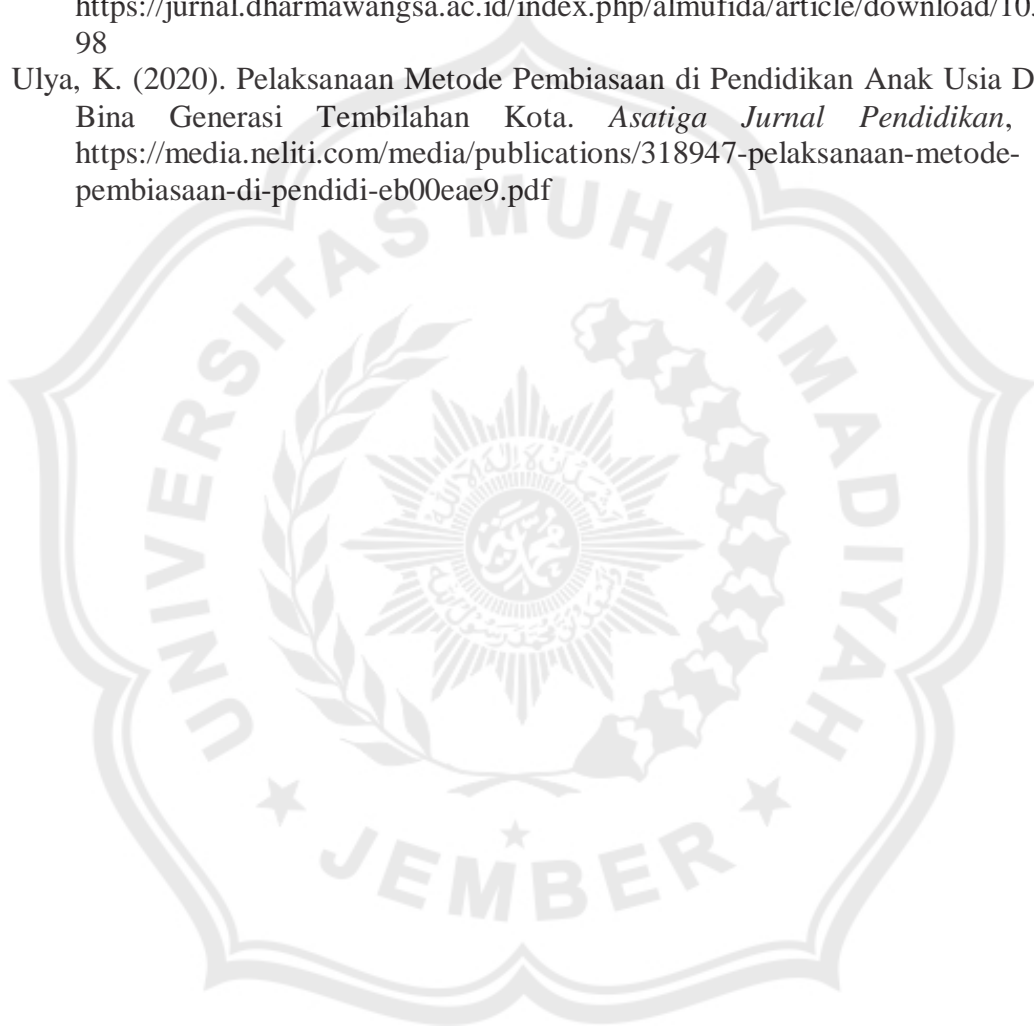 https://jurnal.dharmawangsa.ac.id/index.php/almufida/article/download/10
98
Ulya, K. (2020). Pelaksanaan Metode Pembiasaan di Pendidikan Anak Usia D
Bina Generasi Tembilahan Kota. Asatiga Jurnal Pendidikan,
https://media.neliti.com/media/publications/318947-pelaksanaan-metode-
pembiasaan-di-pendidi-eb00eae9.pdf
UNIVERSITAS MUHAMMADIYAH
JEMBER